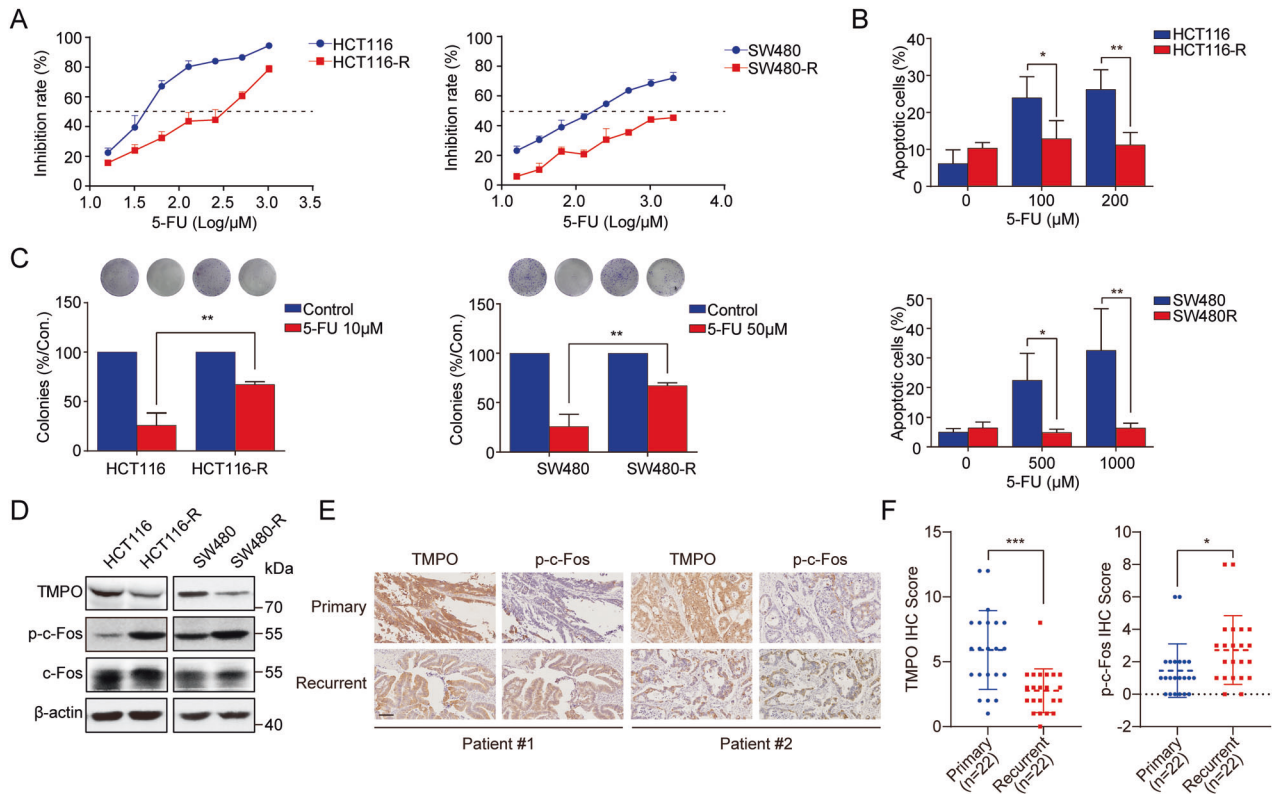 A
Inhibition rate (%)
100
80
60
40
20
0
1.0 1.5 2.0 2.5 3.0 3.5
5-FU (Log/μM)
HCT116
HCT116-R
Inhibition rate (%)
100
80
60
40
20
0
1.0 2.0 3.0 4.0
5-FU (Log/μM)
SW480
SW480-R
B
Apoptotic cells (%)
80
60
40
20
0
0 100 200
5-FU (μM)
HCT116
HCT116-R
* **
Apoptotic cells (%)
60
50
40
30
20
10
0
0 500 1000
5-FU (μM)
SW480
SW480R
* **
C
Colonies (%/Con.)
150
100
50
0
HCT116 HCT116-R
Control
5-FU 10μM
**
Colonies (%/Con.)
150
100
50
0
SW480 SW480-R
Control
5-FU 50μM
**
D
HCT116 HCT116-R SW480 SW480-R
kDa
TMPO
70
p-c-Fos
55
c-Fos
55
β-actin
40
E
TMPO p-c-Fos TMPO p-c-Fos
Primary
Recurrent
Patient #1 Patient #2
F
TMPO IHC Score
15
10
5
0
***
Primary (n=22)
Recurrent (n=22)
p-c-Fos IHC Score
10
8
6
4
2
0
-2
*
Primary (n=22)
Recurrent (n=22)